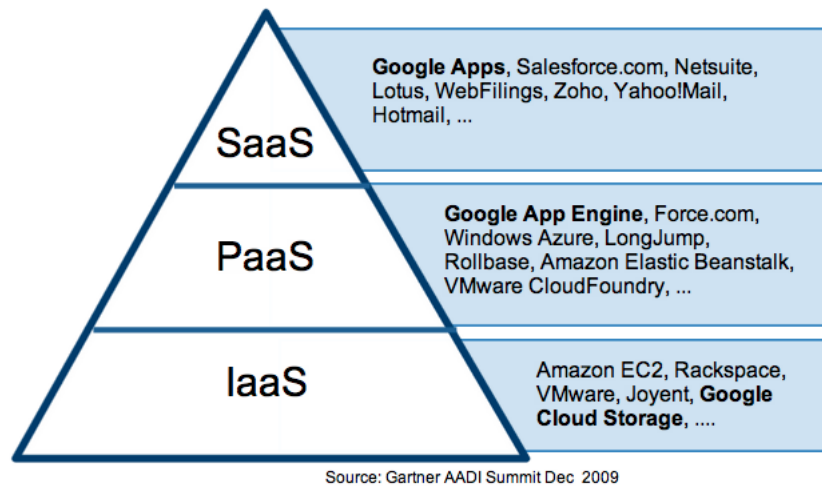 Google Apps, Salesforce.com, Netsuite,
Lotus, WebFilings, Zoho, Yahoo!Mail,
Hotmail, ...
SaaS
Google App Engine, Force.com,
Windows Azure, LongJump,
Rollbase, Amazon Elastic Beanstalk,
VMware CloudFoundry, ...
PaaS
Amazon EC2, Rackspace,
VMware, Joyent, Google
Cloud Storage, ....
IaaS
Source: Gartner AADI Summit Dec 2009